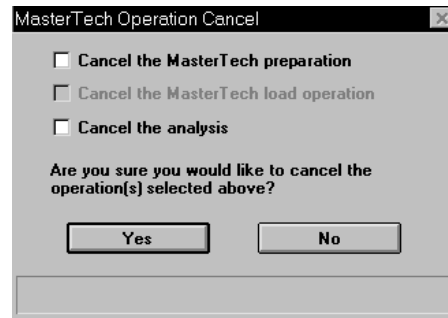 MasterTech Operation Cancel
Cancel the MasterTech preparation
Cancel the MasterTech load operation
Cancel the analysis
Are you sure you would like to cancel the
operation(s) selected above?
Yes No